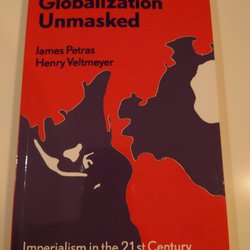 Globalization
Unmasked
James Petras
Henry Veltmeyer
Imperialism in the 21st Century